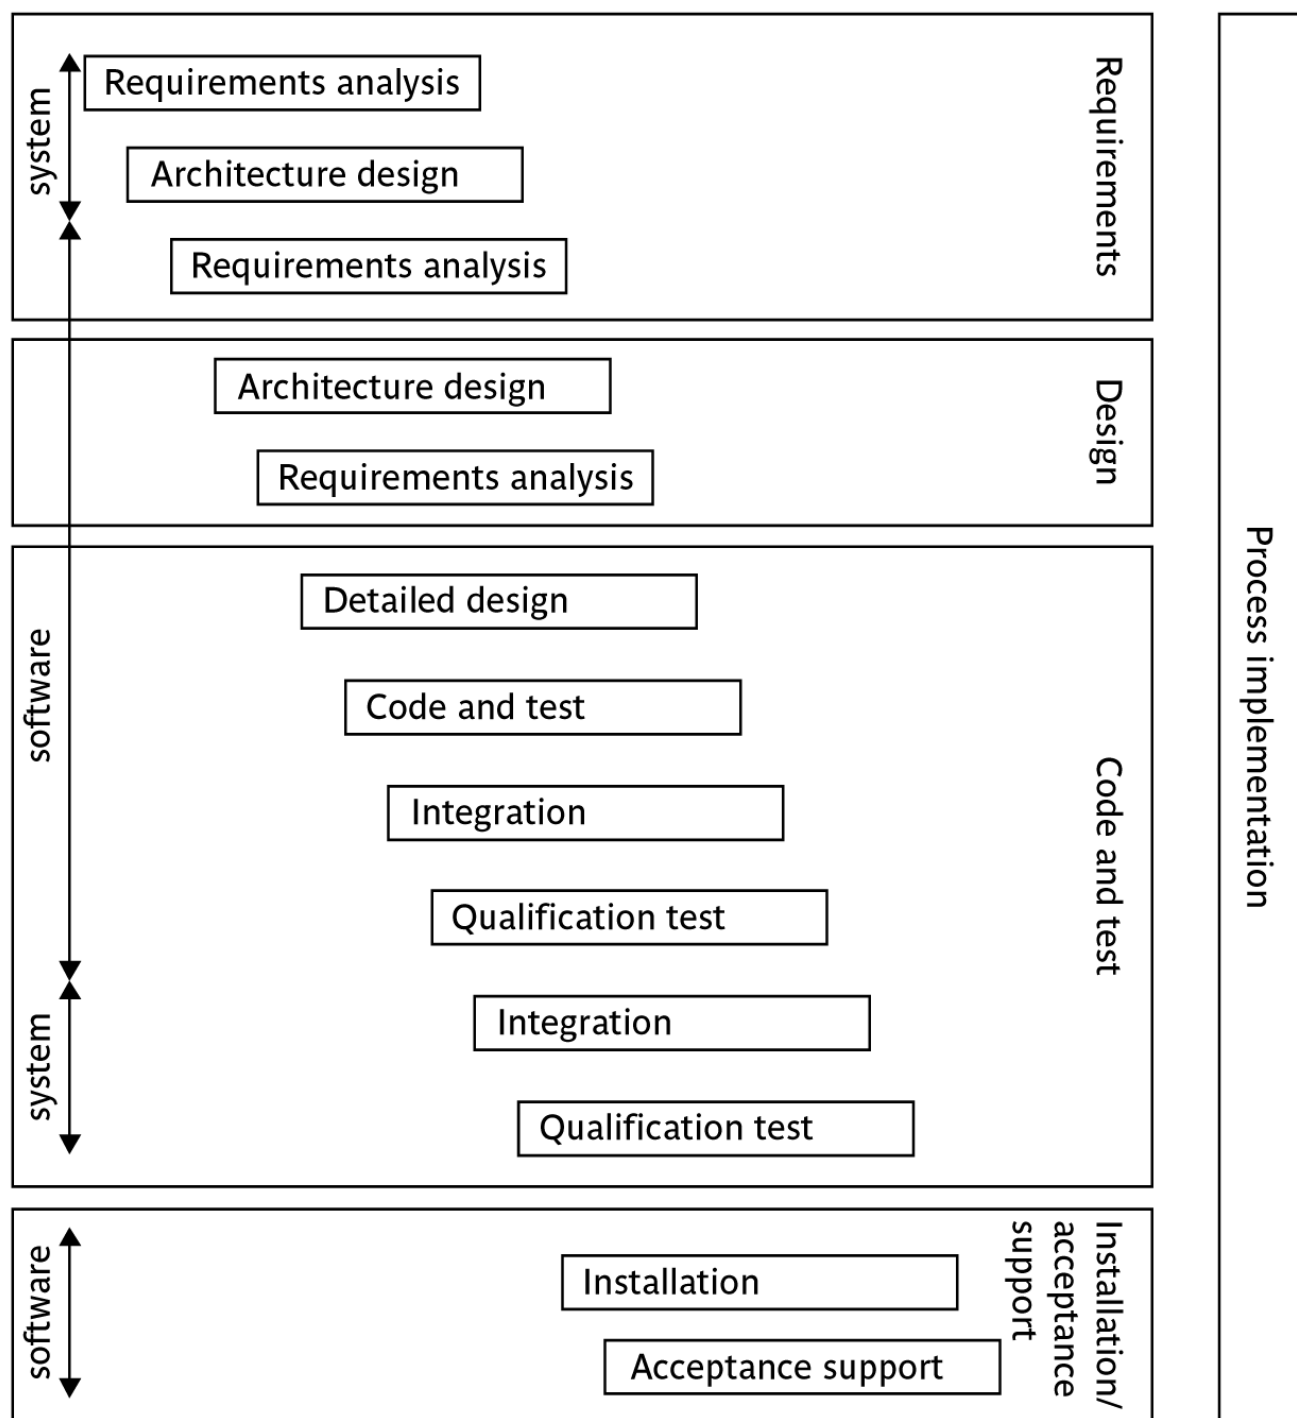 system
Requirements analysis
Architecture design
Requirements analysis
Requirements
Architecture design
Requirements analysis
Design
software
Detailed design
Code and test
Integration
Qualification test
system
Integration
Qualification test
Code and test
software
Installation
Acceptance support
Installation/
acceptance
support
Process implementation